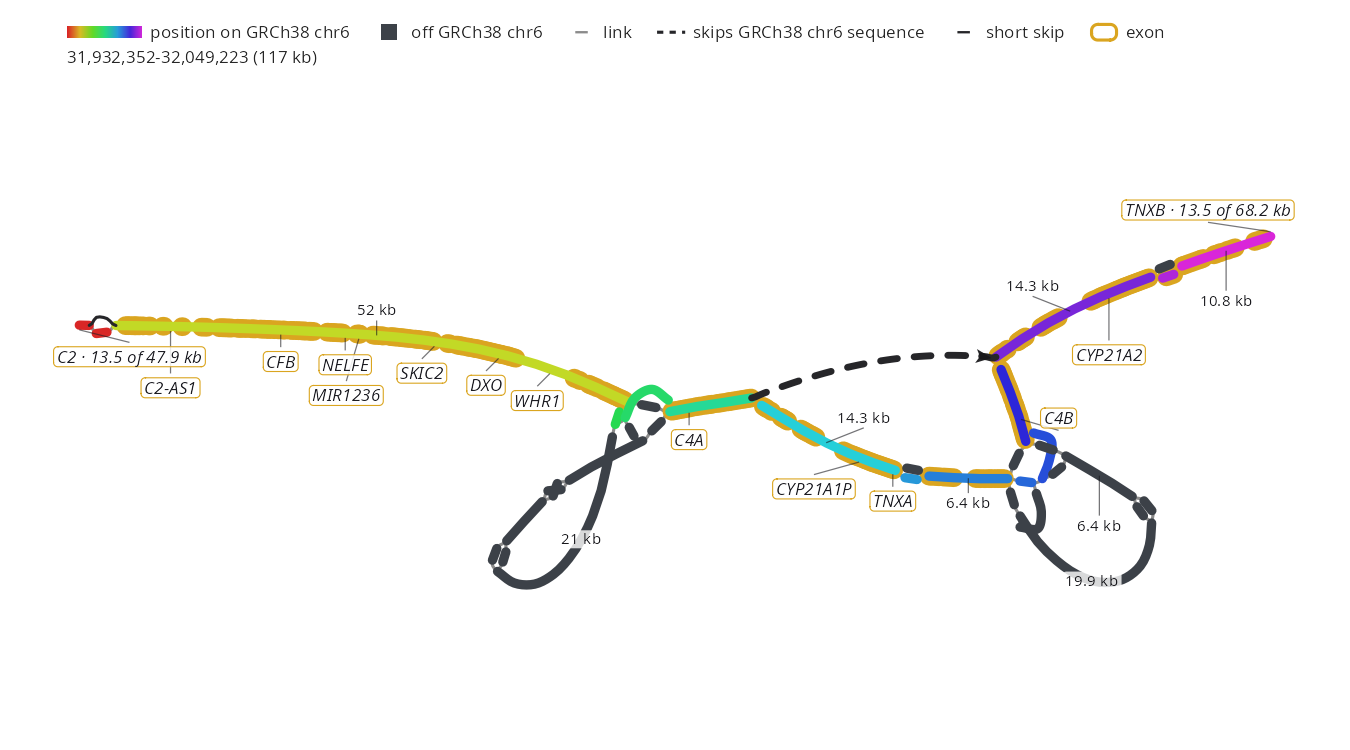 position on GRCh38 chr6
off GRCh38 chr6
link
skips GRCh38 chr6 sequence
short skip
exon
31,932,352-32,049,223 (117 kb)
TNXB · 13.5 of 68.2 kb
14.3 kb
10.8 kb
52 kb
C2 · 13.5 of 47.9 kb
CFB
NELFE
CYP21A2
C2-AS1
MIR1236
SKIC2
DXO
WHR1
14.3 kb
C4B
C4A
CYP21A1P
TNXA
6.4 kb
6.4 kb
21 kb
19.9 kb